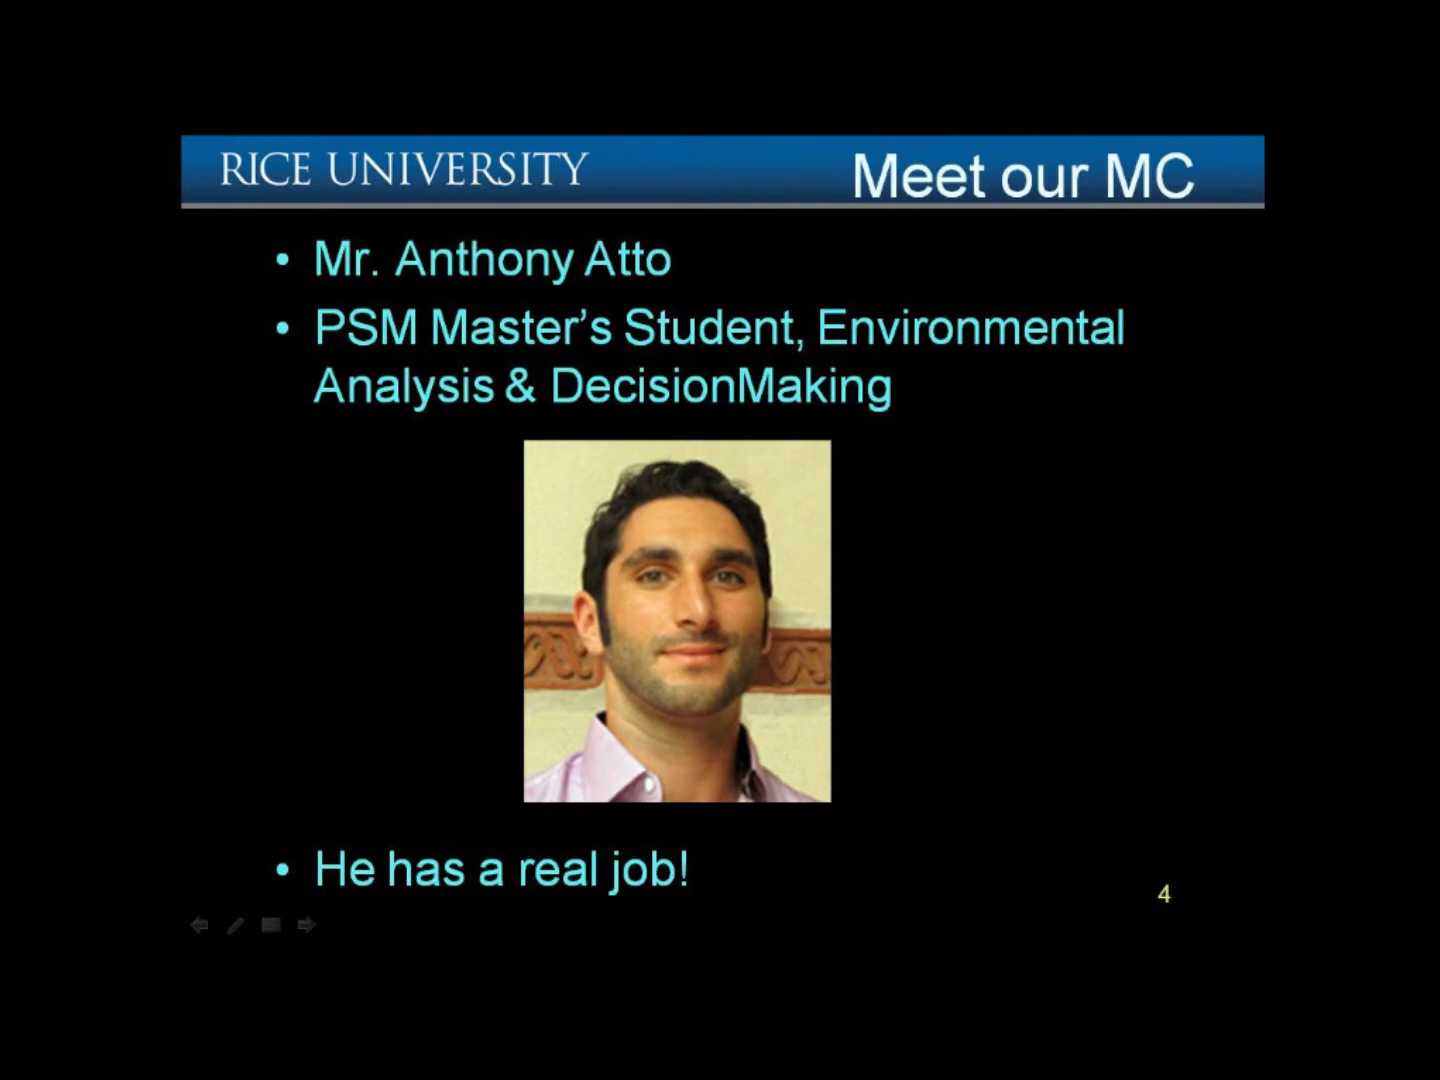 RICE UNIVERSITY
Meet our MC
• Mr. Anthony Atto
• PSM Master’s Student, Environmental
Analysis & DecisionMaking
• He has a real job!
4